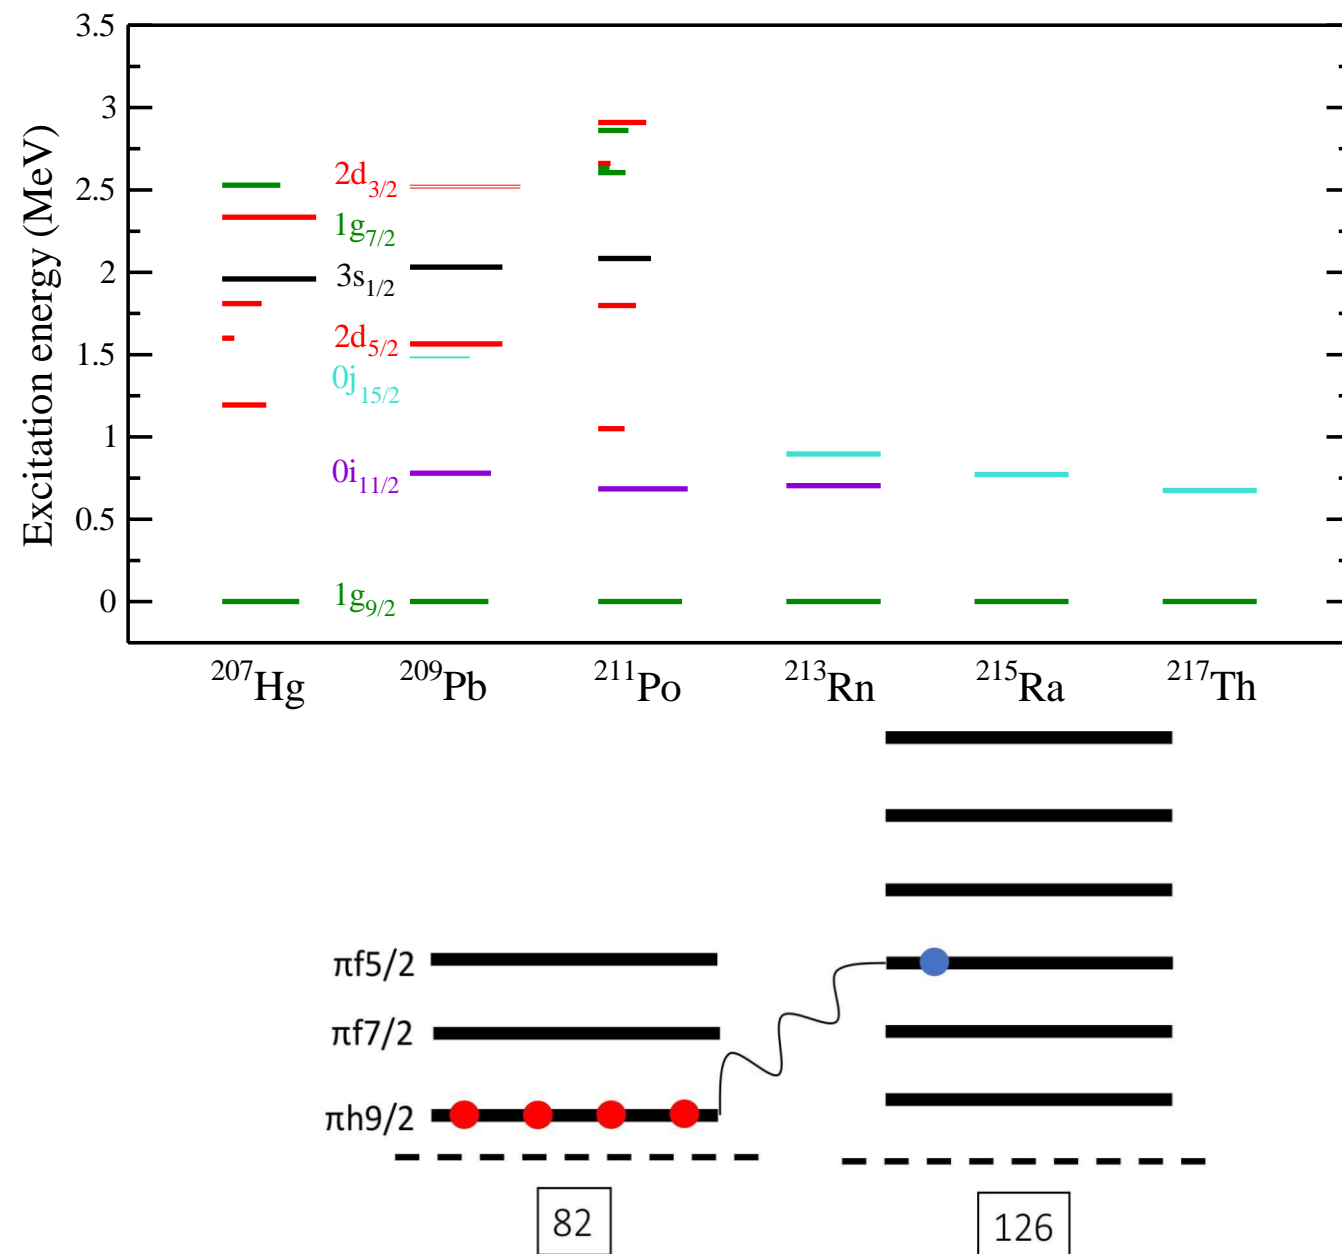 Excitation energy (MeV)
3.5
3
2.5
2
1.5
1
0.5
0
2d3/2
1g7/2
3s1/2
2d5/2
0j15/2
0i11/2
1g9/2
207Hg 209Pb 211Po 213Rn 215Ra 217Th
πf5/2
πf7/2
πh9/2
82 126